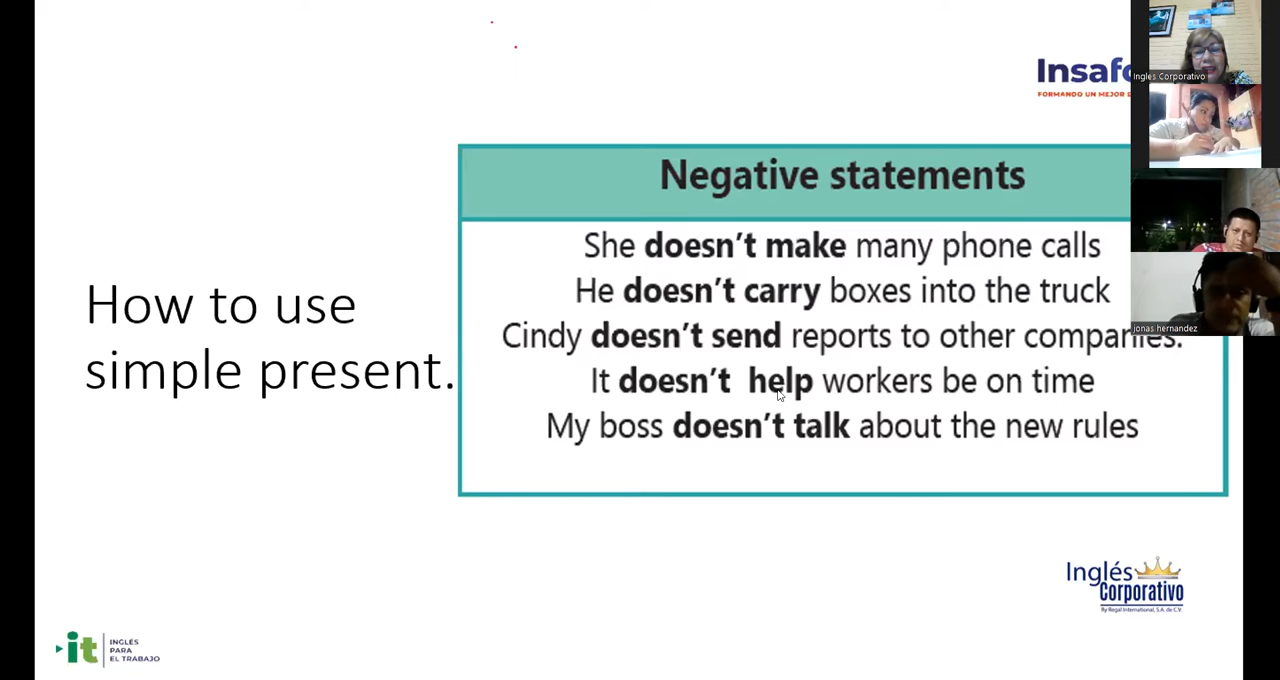 How to use
simple present.
Negative statements
She doesn't make many phone calls
He doesn't carry boxes into the truck
Cindy doesn't send reports to other companies.
It doesn't  help workers be on time
My boss doesn't talk about the new rules
FORMANDO UN MEJOR
Ingles Corporativo
jonas hernandez
Inglés
Corporativo
By Regal International, S.A. de C.V.
it
INGLÉS
PARA
EL TRABAJO